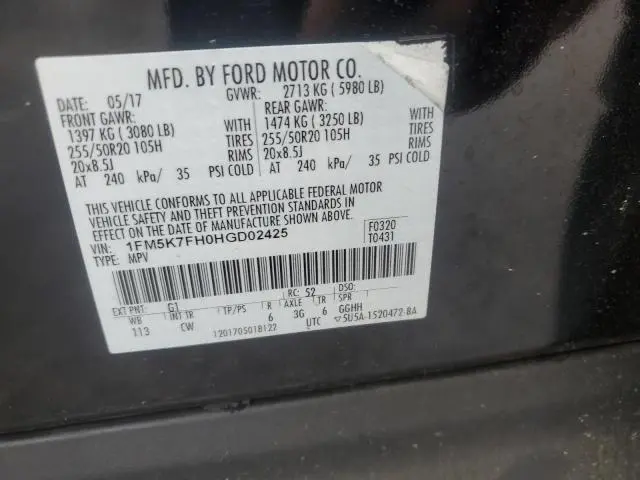 MFD. BY FORD MOTOR CO.
DATE: 05/17 GVWR: 2713 KG ( 5980 LB)
FRONT GAWR: REAR GAWR:
1397 KG ( 3080 LB) WITH 1474 KG ( 3250 LB) WITH
255/50R20 105H TIRES 255/50R20 105H TIRES
20x8.5J RIMS 20x8.5J RIMS
AT 240 kPa/ 35 PSI COLD AT 240 kPa/ 35 PSI COLD
THIS VEHICLE CONFORMS TO ALL APPLICABLE FEDERAL MOTOR
VEHICLE SAFETY AND THEFT PREVENTION STANDARDS IN
EFFECT ON THE DATE OF MANUFACTURE SHOWN ABOVE.
VIN: 1FM5K7FH0HGD02425 F0320
TYPE: MPV T0431
EXT PNT: G1 RC: 52 DSO:
WB INT TR TP/PS R AXLE TR SPR
113 CW 6 3G 6 GGHH
1201705018122 UTC ▽5U5A-1520472-BA